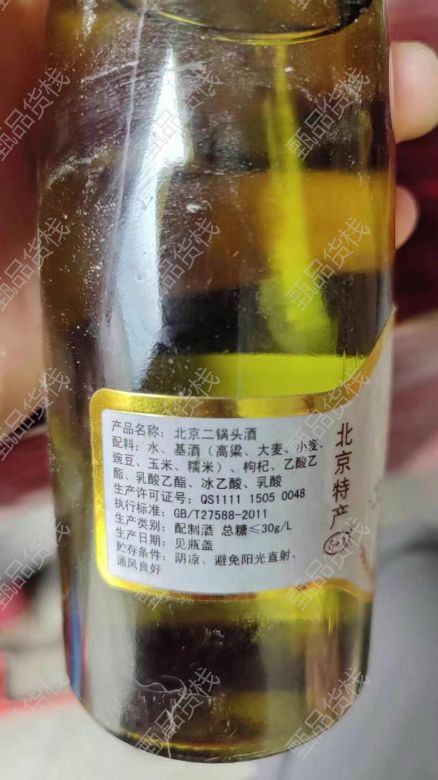 产品名称：北京二锅头酒
配料：水、基酒（高粱、大麦、小麦、
豌豆、玉米、糯米）、枸杞、乙酸乙
酯、乳酸乙酯、冰乙酸、乳酸
生产许可证号：QS1111 1505 0048
执行标准：GB/T27588-2011
生产类别：配制酒 总糖≤30g/L
生产日期：见瓶盖
贮存条件：阴凉、避免阳光直射、
通风良好
北京特产
甄品货栈